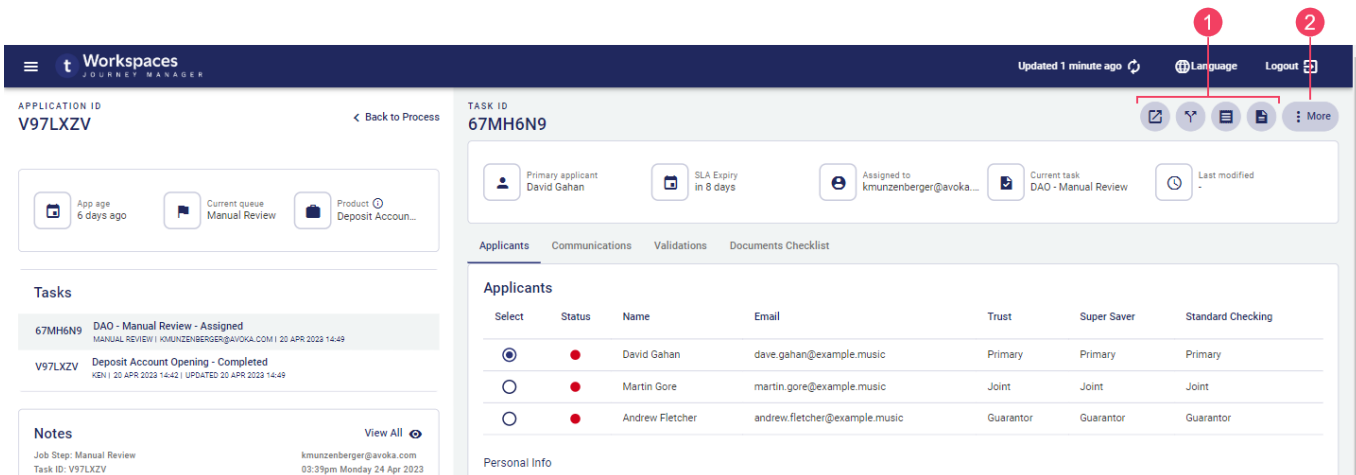 1 2
t Workspaces
JOURNEY MANAGER
Updated 1 minute ago Language Logout
APPLICATION ID
V97LXZV
Back to Process
App age
6 days ago
Current queue
Manual Review
Product
Deposit Accoun...
Tasks
67MH6N9 DAO - Manual Review - Assigned
MANUAL REVIEW | KMUNZENBERGER@AVOKA.COM | 20 APR 2023 14:49
V97LXZV Deposit Account Opening - Completed
KEN | 20 APR 2023 14:42 | UPDATED 20 APR 2023 14:49
Notes View All
Job Step: Manual Review kmunzenberger@avoka.com
Task ID: V97LXZV 03:39pm Monday 24 Apr 2023
TASK ID
67MH6N9
More
Primary applicant
David Gahan
SLA Expiry
in 8 days
Assigned to
kmunzenberger@avoka....
Current task
DAO - Manual Review
Last modified
-
Applicants Communications Validations Documents Checklist
Applicants
Select Status Name Email Trust Super Saver Standard Checking
David Gahan dave.gahan@example.music Primary Primary Primary
Martin Gore martin.gore@example.music Joint Joint Joint
Andrew Fletcher andrew.fletcher@example.music Guarantor Guarantor Guarantor
Personal Info